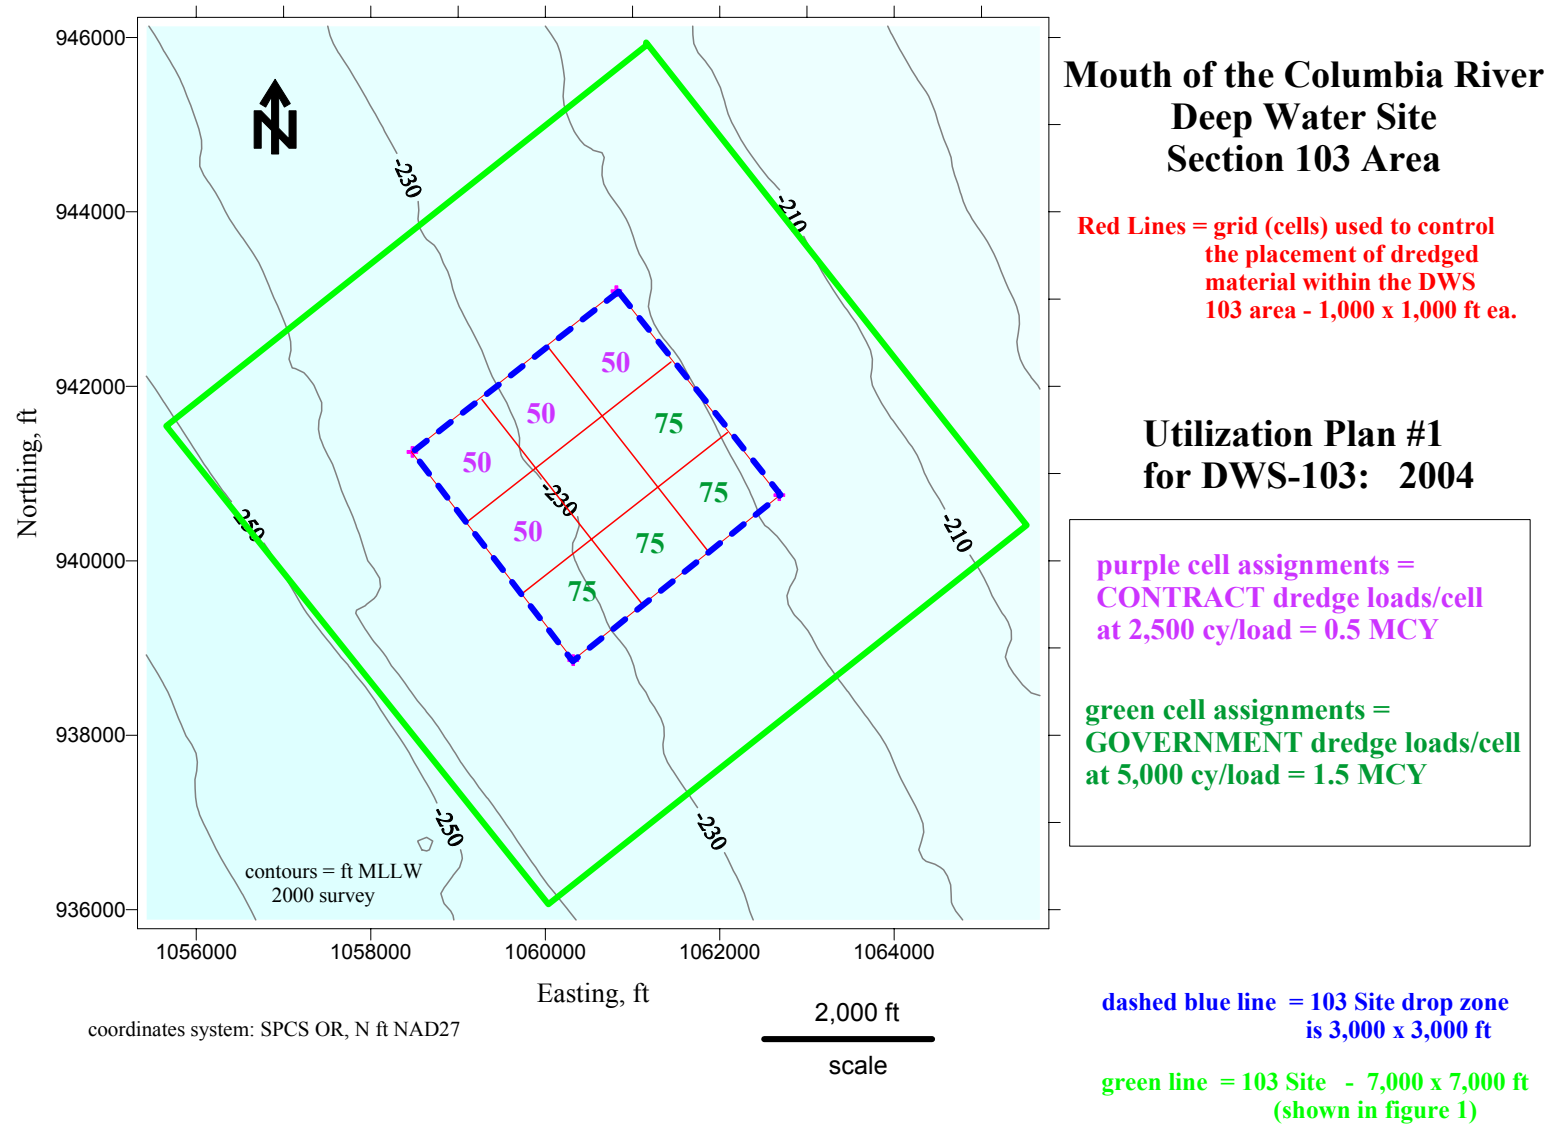 Mouth of the Columbia River
Deep Water Site
Section 103 Area
Red Lines = grid (cells) used to control
the placement of dredged
material within the DWS
103 area - 1,000 x 1,000 ft ea.
Utilization Plan #1
for DWS-103: 2004
purple cell assignments =
CONTRACT dredge loads/cell
at 2,500 cy/load = 0.5 MCY
green cell assignments =
GOVERNMENT dredge loads/cell
at 5,000 cy/load = 1.5 MCY
dashed blue line = 103 Site drop zone
is 3,000 x 3,000 ft
green line = 103 Site - 7,000 x 7,000 ft
(shown in figure 1)
946000
944000
942000
940000
938000
936000
Northing, ft
N
-230
-210
50
50
75
50
75
-230
50
75
75
-250
-210
-250
-230
contours = ft MLLW
2000 survey
1056000
1058000
1060000
1062000
1064000
Easting, ft
coordinates system: SPCS OR, N ft NAD27
2,000 ft
scale